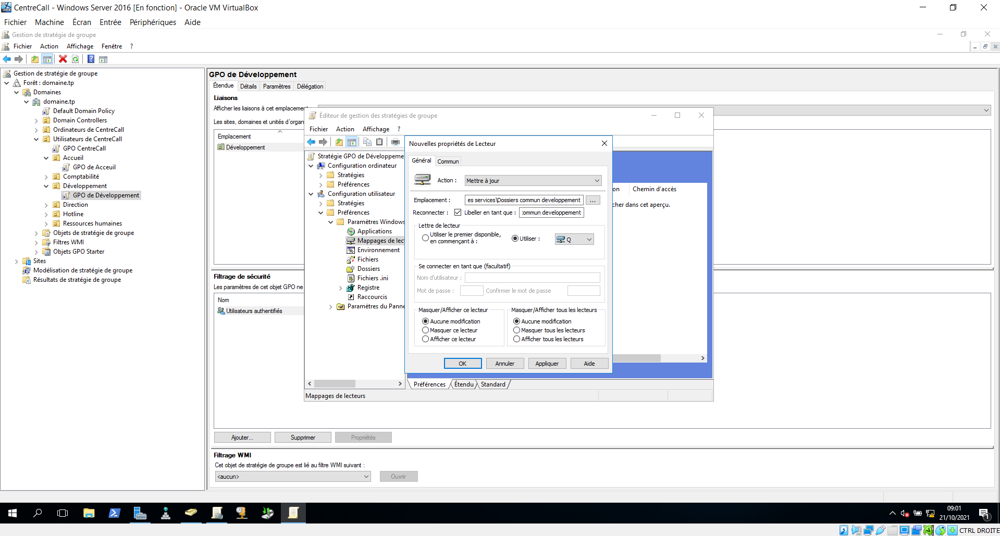 CentreCall - Windows Server 2016 [En fonction] - Oracle VM VirtualBox
Fichier Machine Écran Entrée Périphériques Aide
Gestion de stratégie de groupe
Fichier Action Affichage Fenêtre ?
Gestion de stratégie de groupe
Forêt : domaine.tp
Domaines
domaine.tp
Default Domain Policy
Domain Controllers
Ordinateurs de CentreCall
Utilisateurs de CentreCall
GPO CentreCall
Accueil
GPO de Acceuil
Comptabilité
Développement
GPO de Développement
Direction
Hotline
Ressources humaines
Objets de stratégie de groupe
Filtres WMI
Objets GPO Starter
Sites
Modélisation de stratégie de groupe
Résultats de stratégie de groupe
GPO de Développement
Étendue Détails Paramètres Délégation
Liaisons
Afficher les liaisons à cet emplacement :
Les sites, domaines et unités d'organ
Emplacement
Développement
Filtrage de sécurité
Les paramètres de cet objet GPO ne
Nom
Utilisateurs authentifiés
Ajouter... Supprimer Propriétés
Filtrage WMI
Cet objet de stratégie de groupe est lié au filtre WMI suivant :
<aucun> Ouvrir
Éditeur de gestion des stratégies de groupe
Fichier Action Affichage ?
Stratégie GPO de Développeme
Configuration ordinateur
Stratégies
Préférences
Configuration utilisateur
Stratégies
Préférences
Paramètres Windows
Applications
Mappages de lec
Environnement
Fichiers
Dossiers
Fichiers .ini
Registre
Raccourcis
Paramètres du Panne
on Chemin d'accès
cher dans cet aperçu.
Préférences Étendu Standard
Mappages de lecteurs
Nouvelles propriétés de Lecteur
Général Commun
Action : Mettre à jour
Emplacement : es services\Dossiers commun developpement ...
Reconnecter : Libeller en tant que : commun developpement
Lettre de lecteur
Utiliser le premier disponible, en commençant à :
Utiliser : Q
Se connecter en tant que (facultatif)
Nom d'utilisateur :
Mot de passe : Confirmer le mot de passe
Masquer/Afficher ce lecteur
Aucune modification
Masquer ce lecteur
Afficher ce lecteur
Masquer/Afficher tous les lecteurs
Aucune modification
Masquer tous les lecteurs
Afficher tous les lecteurs
OK Annuler Appliquer Aide
09:01
21/10/2021
1
CTRL DROITE